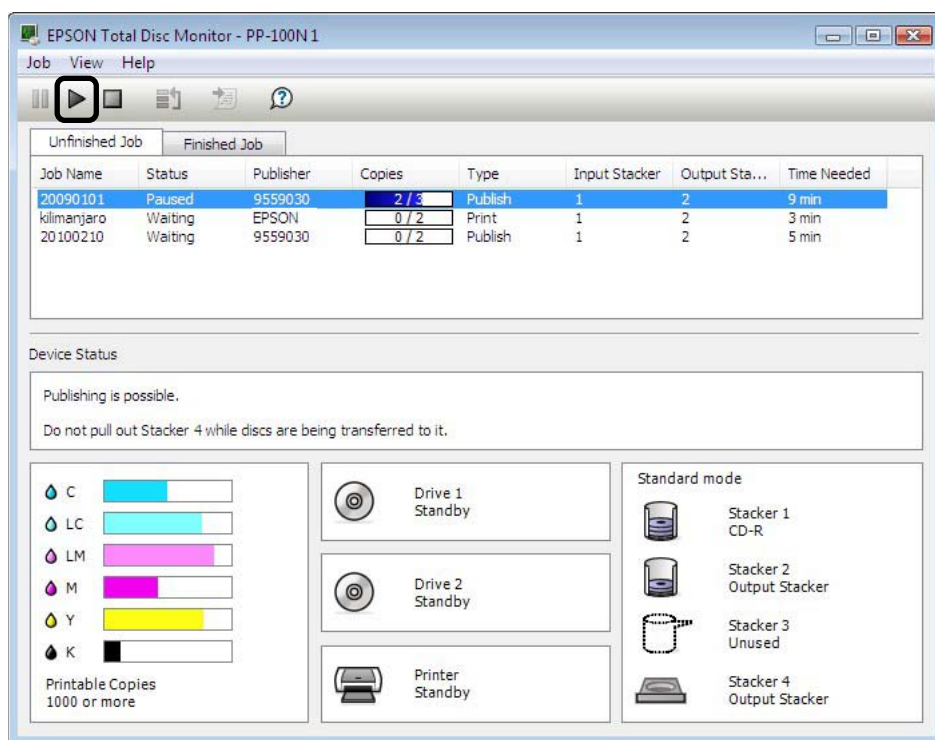 EPSON Total Disc Monitor - PP-100N 1
Job View Help
Unfinished Job Finished Job
Job Name Status Publisher Copies Type Input Stacker Output Sta... Time Needed
20090101 Paused 9559030 2 / 3 Publish 1 2 9 min
kilimanjaro Waiting EPSON 0 / 2 Print 1 2 3 min
20100210 Waiting 9559030 0 / 2 Publish 1 2 5 min
Device Status
Publishing is possible.
Do not pull out Stacker 4 while discs are being transferred to it.
C
LC
LM
M
Y
K
Printable Copies
1000 or more
Drive 1
Standby
Drive 2
Standby
Printer
Standby
Standard mode
Stacker 1
CD-R
Stacker 2
Output Stacker
Stacker 3
Unused
Stacker 4
Output Stacker